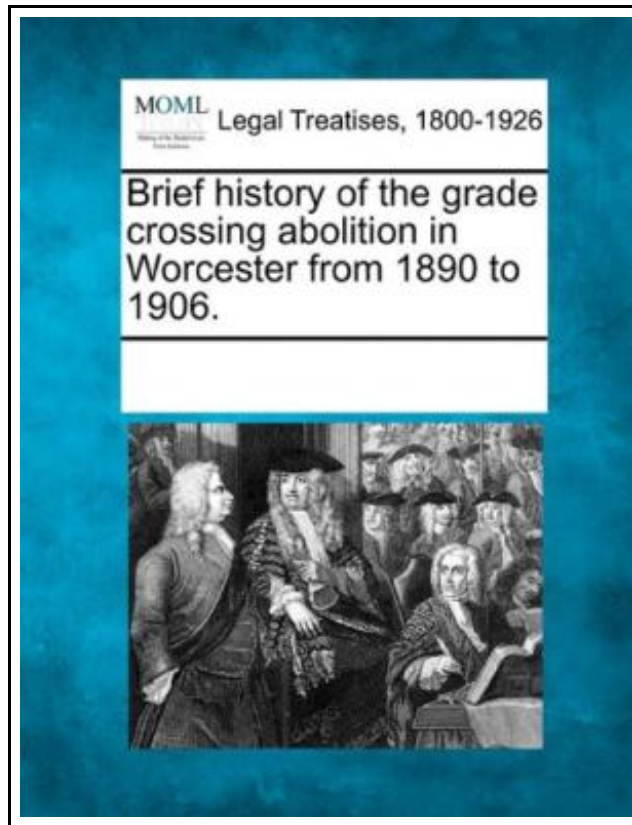 MOML
Legal Treatises, 1800-1926
Brief history of the grade
crossing abolition in
Worcester from 1890 to
1906.